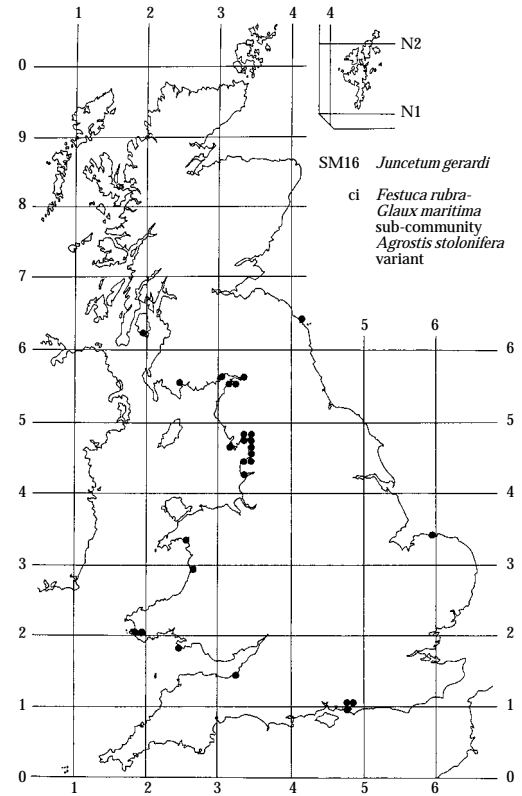 1 2 3 4 4
0
N2
N1
9
SM16 Juncetum gerardi
8
ci Festuca rubra-
Glaux maritima
sub-community
Agrostis stolonifera
variant
7
5 6
6 6
5 5
4 4
3 3
2 2
1 1
0 0
1 2 3 4 5 6